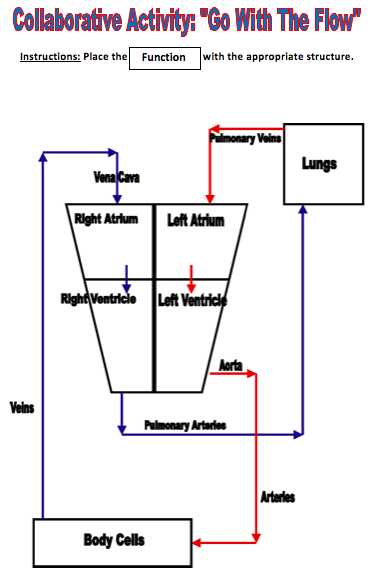 Collaborative Activity: "Go With The Flow"
Instructions: Place the Function with the appropriate structure.
Pulmonary Veins
Lungs
Vena Cava
Right Atrium
Left Atrium
Right Ventricle
Left Ventricle
Aorta
Veins
Pulmonary Arteries
Arteries
Body Cells